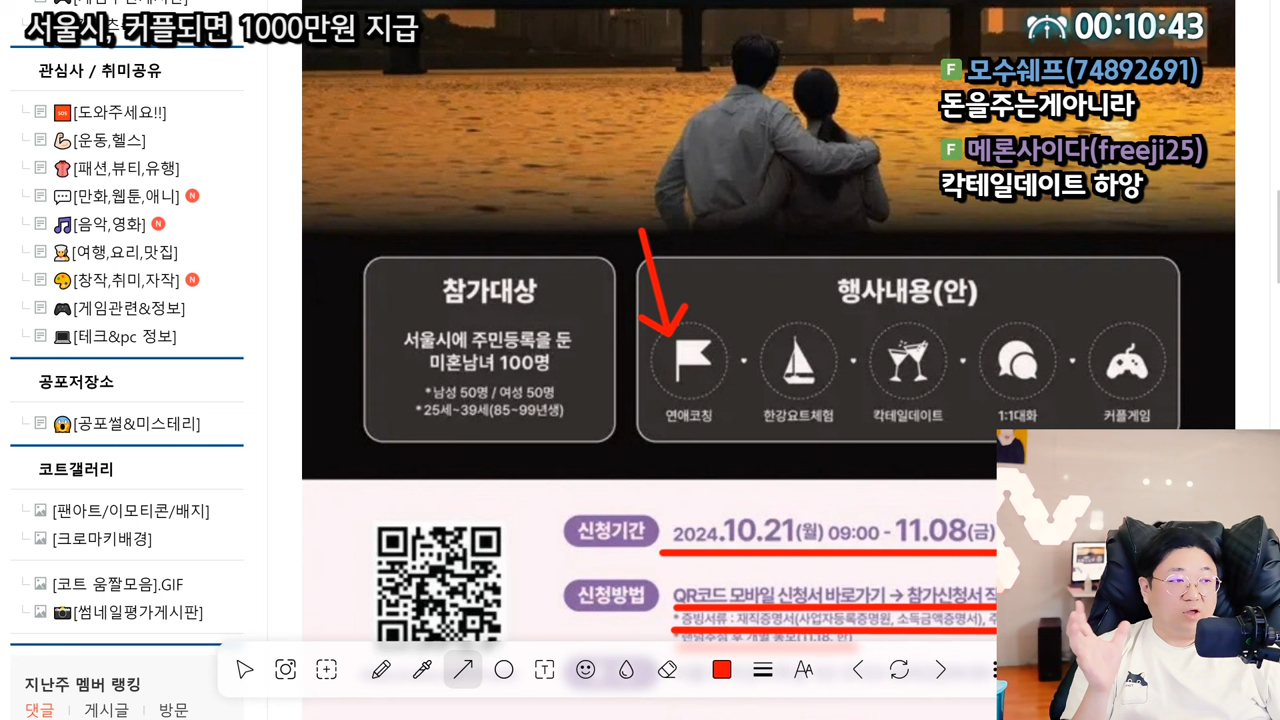 서울시, 커플되면 1000만원 지급
00:10:43
F 모수쉐프(74892691)
돈을주는게아니라
F 메론사이다(freeji25)
칵테일데이트 하앙
관심사 / 취미공유
SOS [도와주세요!!]
[운동,헬스]
[패션,뷰티,유행]
[만화,웹툰,애니] N
[음악,영화] N
[여행,요리,맛집]
[창작,취미,자작] N
[게임관련&정보]
[테크&pc 정보]
공포저장소
[공포썰&미스테리]
코트갤러리
[팬아트/이모티콘/배지]
[크로마키배경]
[코트 움짤모음].GIF
[썸네일평가게시판]
지난주 멤버 랭킹
댓글 | 게시글 | 방문
참가대상
서울시에 주민등록을 둔
미혼남녀 100명
*남성 50명 / 여성 50명
*25세~39세(85~99년생)
행사내용(안)
연애코칭
한강요트체험
칵테일데이트
1:1대화
커플게임
신청기간 2024.10.21(월) 09:00 - 11.08(금)
신청방법 QR코드 모바일 신청서 바로가기 → 참가신청서
* 증빙서류 : 재직증명서(사업자등록증명원, 소득금액증명서),